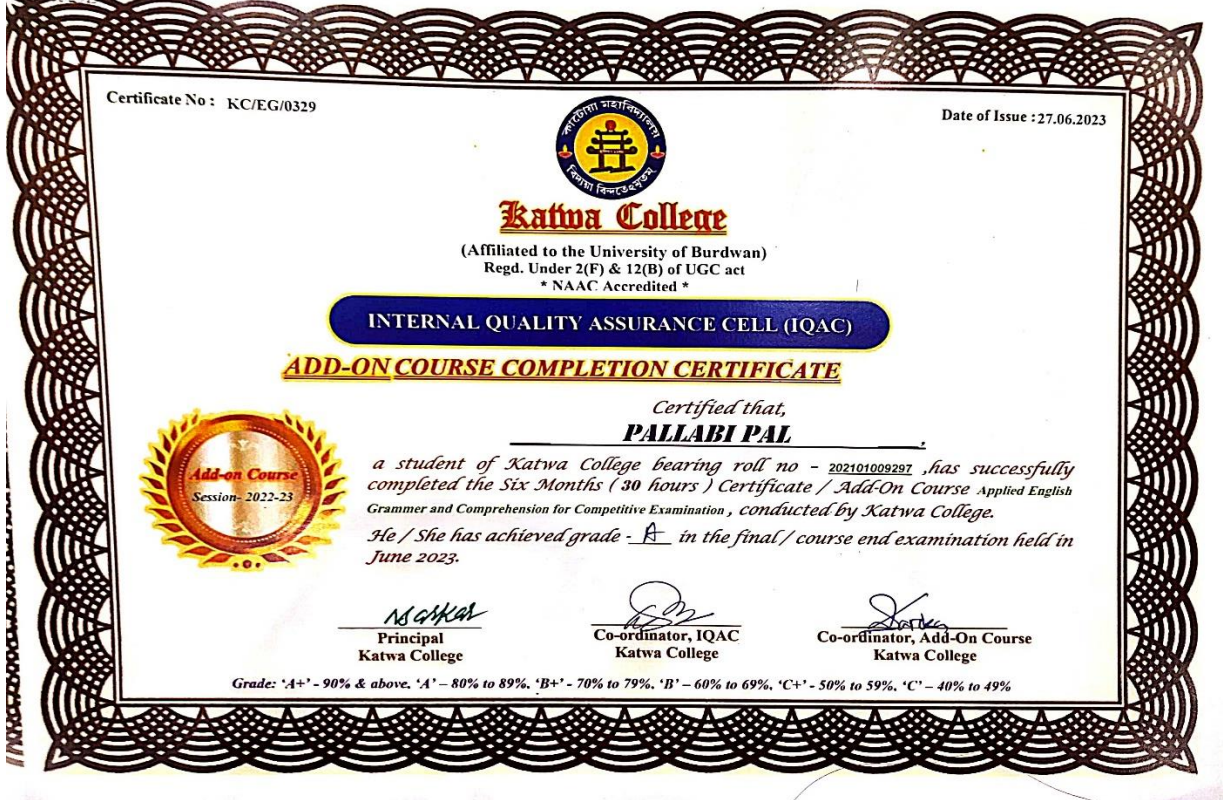 Certificate No : KC/EG/0329
Date of Issue :27.06.2023
কাটোয়া মহাবিদ্যালয়
বিদ্যয়া বিন্দতেহমৃতম্
Katwa College
(Affiliated to the University of Burdwan)
Regd. Under 2(F) & 12(B) of UGC act
* NAAC Accredited *
INTERNAL QUALITY ASSURANCE CELL (IQAC)
ADD-ON COURSE COMPLETION CERTIFICATE
Certified that,
PALLABI PAL ,
Add-on Course
Session- 2022-23
a student of Katwa College bearing roll no - 202101009297 ,has successfully
completed the Six Months ( 30 hours ) Certificate / Add-On Course Applied English
Grammer and Comprehension for Competitive Examination , conducted by Katwa College.
He / She has achieved grade - A in the final / course end examination held in
June 2023.
Principal
Katwa College
Co-ordinator, IQAC
Katwa College
Co-ordinator, Add-On Course
Katwa College
Grade: ‘A+’ - 90% & above, ‘A’ – 80% to 89%, ‘B+’ - 70% to 79%, ‘B’ – 60% to 69%, ‘C+’ - 50% to 59%, ‘C’ – 40% to 49%